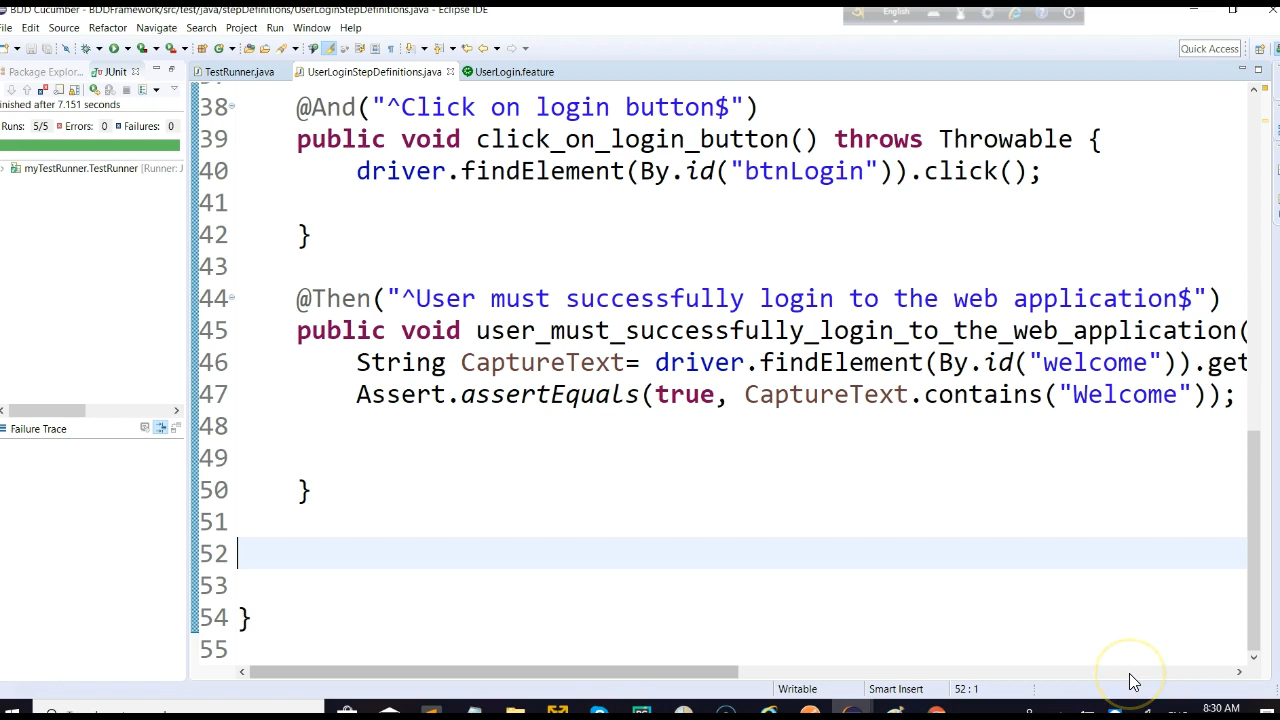 BDD Cucumber - BDDFramework/src/test/java/stepDefinitions/UserLoginStepDefinitions.java - Eclipse IDE
English
File Edit Source Refactor Navigate Search Project Run Window Help
Quick Access
Package Explor... JUnit
TestRunner.java UserLoginStepDefinitions.java UserLogin.feature
inished after 7.151 seconds
Runs: 5/5 Errors: 0 Failures: 0
myTestRunner.TestRunner [Runner: J
Failure Trace
38 @And("^Click on login button$")
39 public void click_on_login_button() throws Throwable {
40 driver.findElement(By.id("btnLogin")).click();
41
42 }
43
44 @Then("^User must successfully login to the web application$")
45 public void user_must_successfully_login_to_the_web_application(
46 String CaptureText= driver.findElement(By.id("welcome")).get
47 Assert.assertEquals(true, CaptureText.contains("Welcome"));
48
49
50 }
51
52
53
54 }
55
Writable Smart Insert 52 : 1
8:30 AM